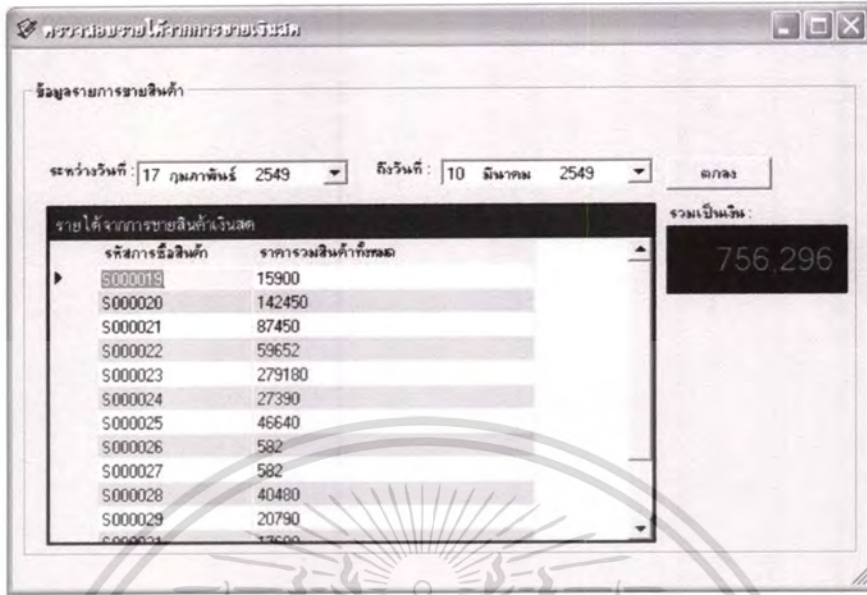 ตรวจสอบรายได้จากการขายเงินสด
ข้อมูลรายการขายสินค้า
ระหว่างวันที่ : 17 กุมภาพันธ์ 2549 ถึงวันที่ : 10 มีนาคม 2549 ตกลง
รายได้จากการขายสินค้าเงินสด
รวมเป็นเงิน :
756,296
รหัสการซื้อสินค้า ราคารวมสินค้าทั้งหมด
S000019 15900
S000020 142450
S000021 87450
S000022 59652
S000023 279180
S000024 27390
S000025 46640
S000026 582
S000027 582
S000028 40480
S000029 20790